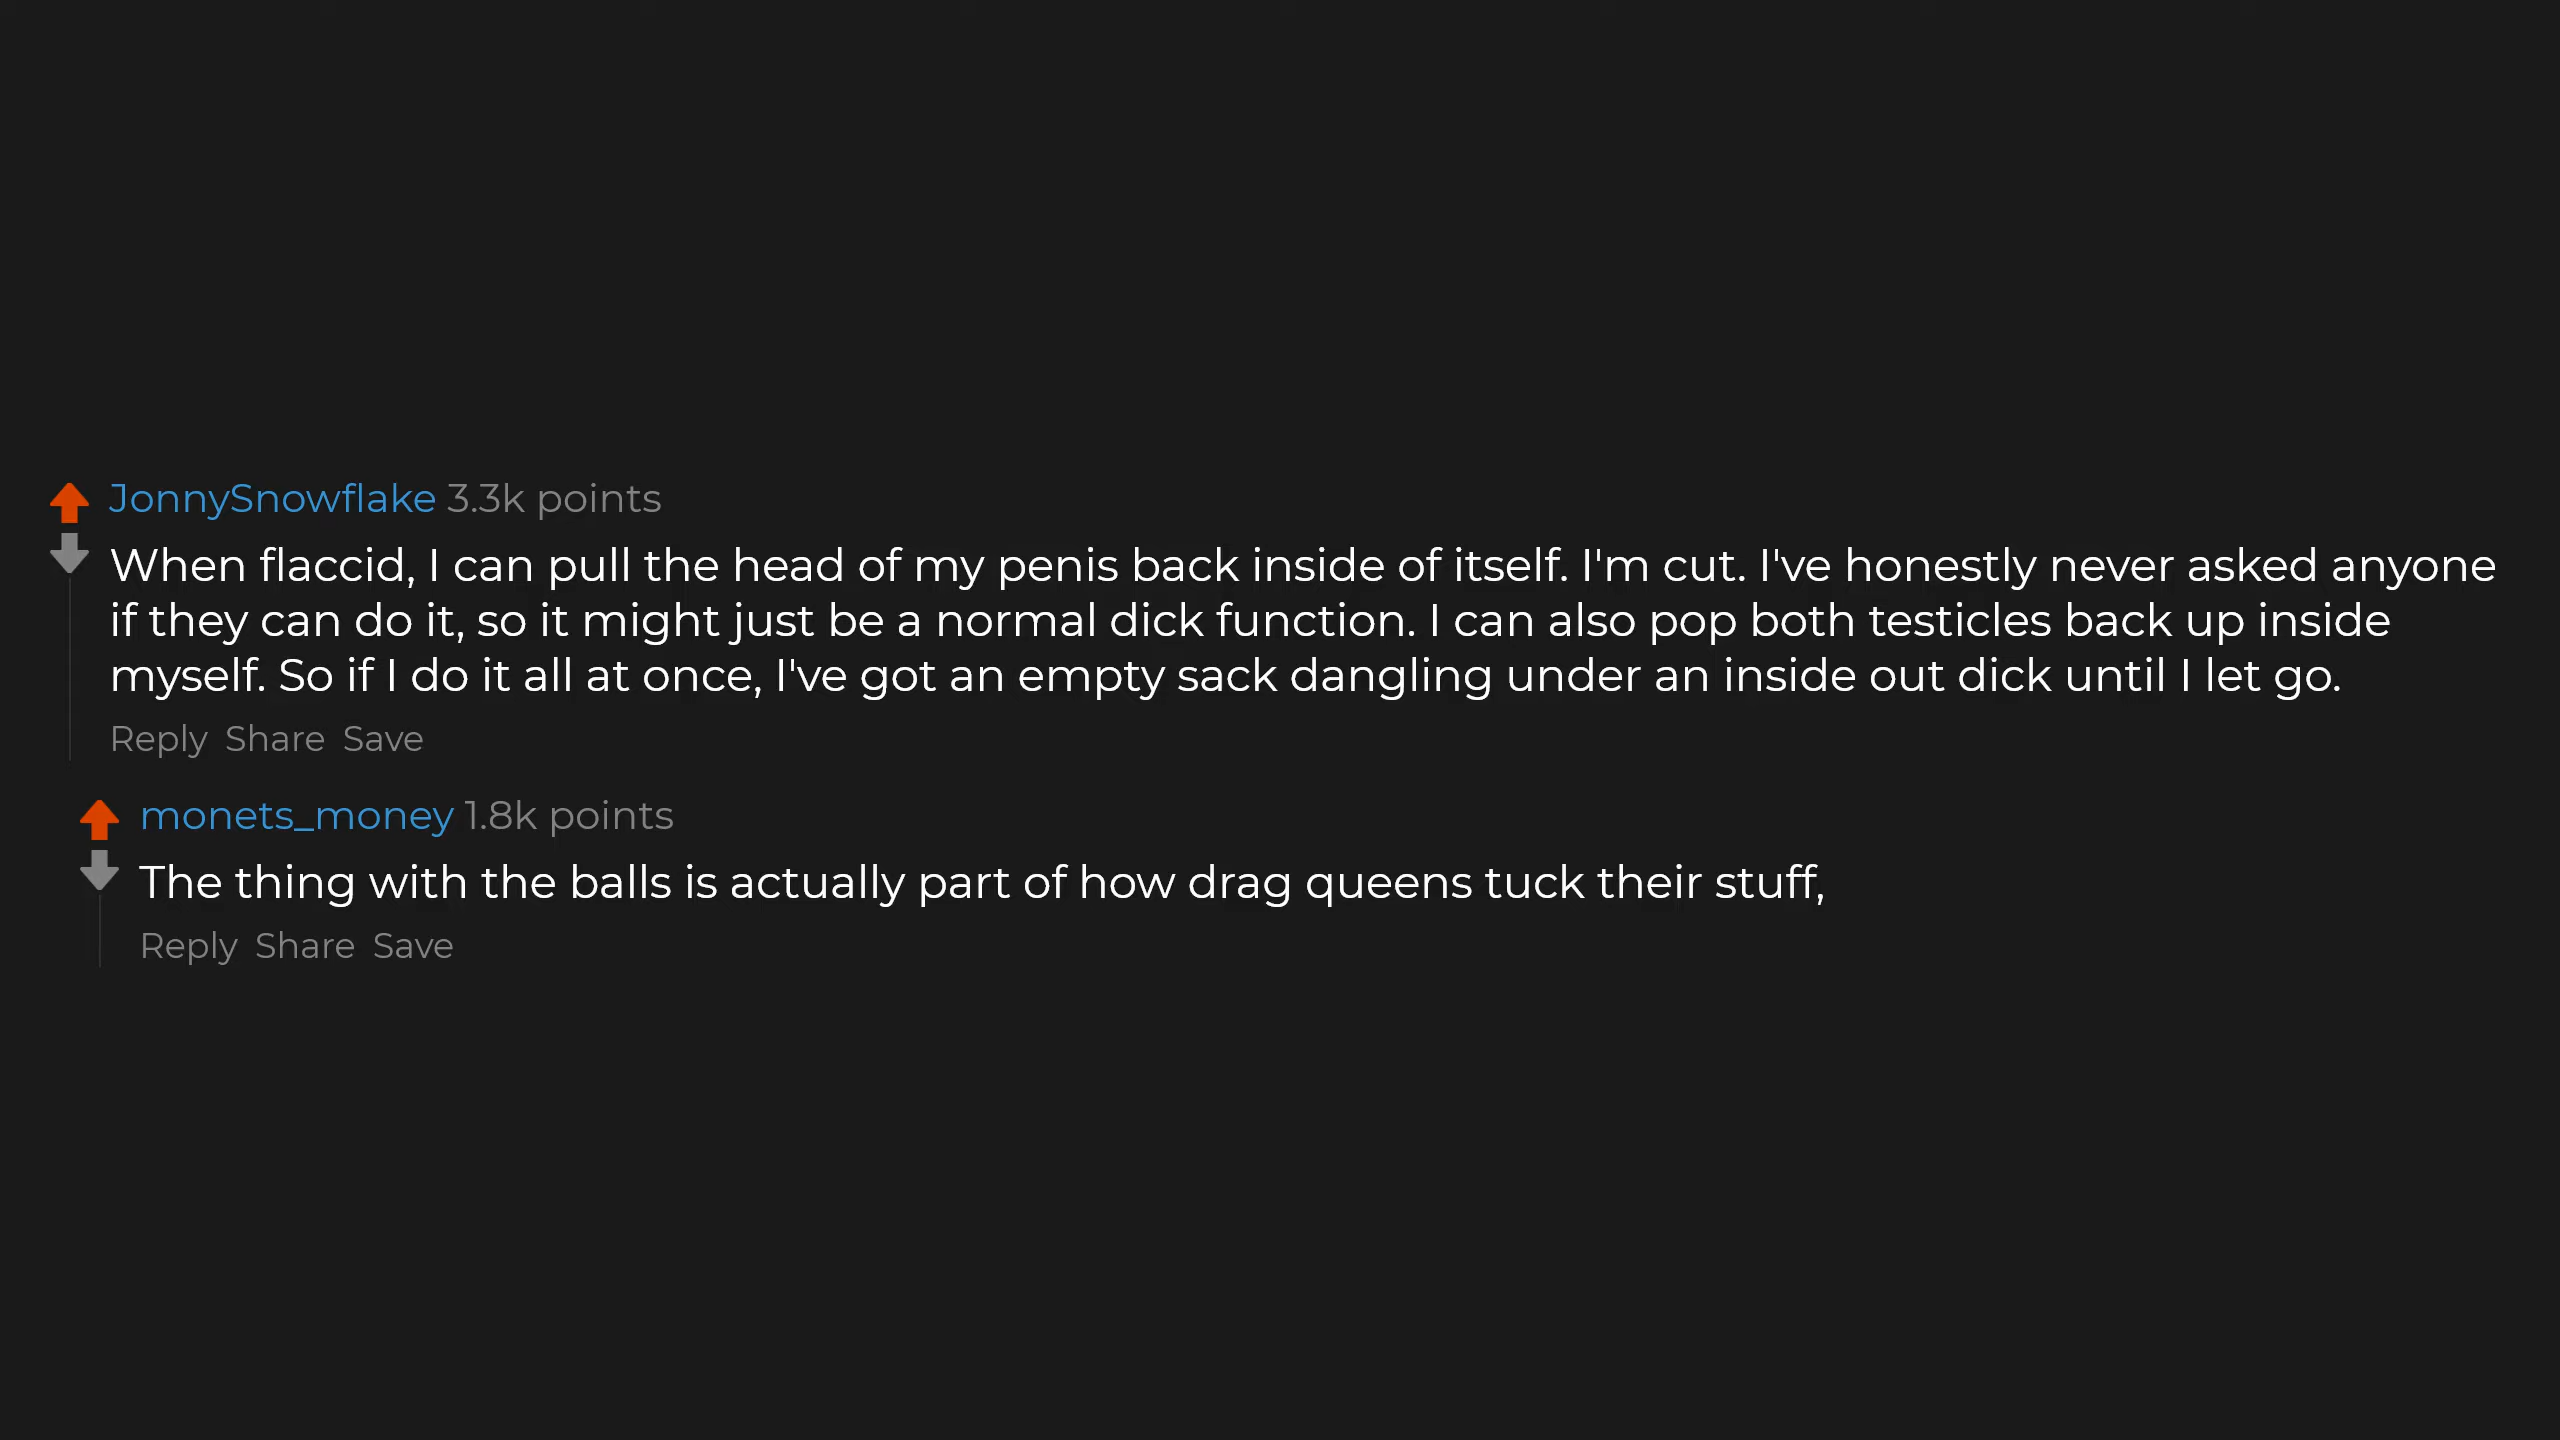 JonnySnowflake 3.3k points
When flaccid, I can pull the head of my penis back inside of itself. I'm cut. I've honestly never asked anyone
if they can do it, so it might just be a normal dick function. I can also pop both testicles back up inside
myself. So if I do it all at once, I've got an empty sack dangling under an inside out dick until I let go.
Reply Share Save
monets_money 1.8k points
The thing with the balls is actually part of how drag queens tuck their stuff,
Reply Share Save